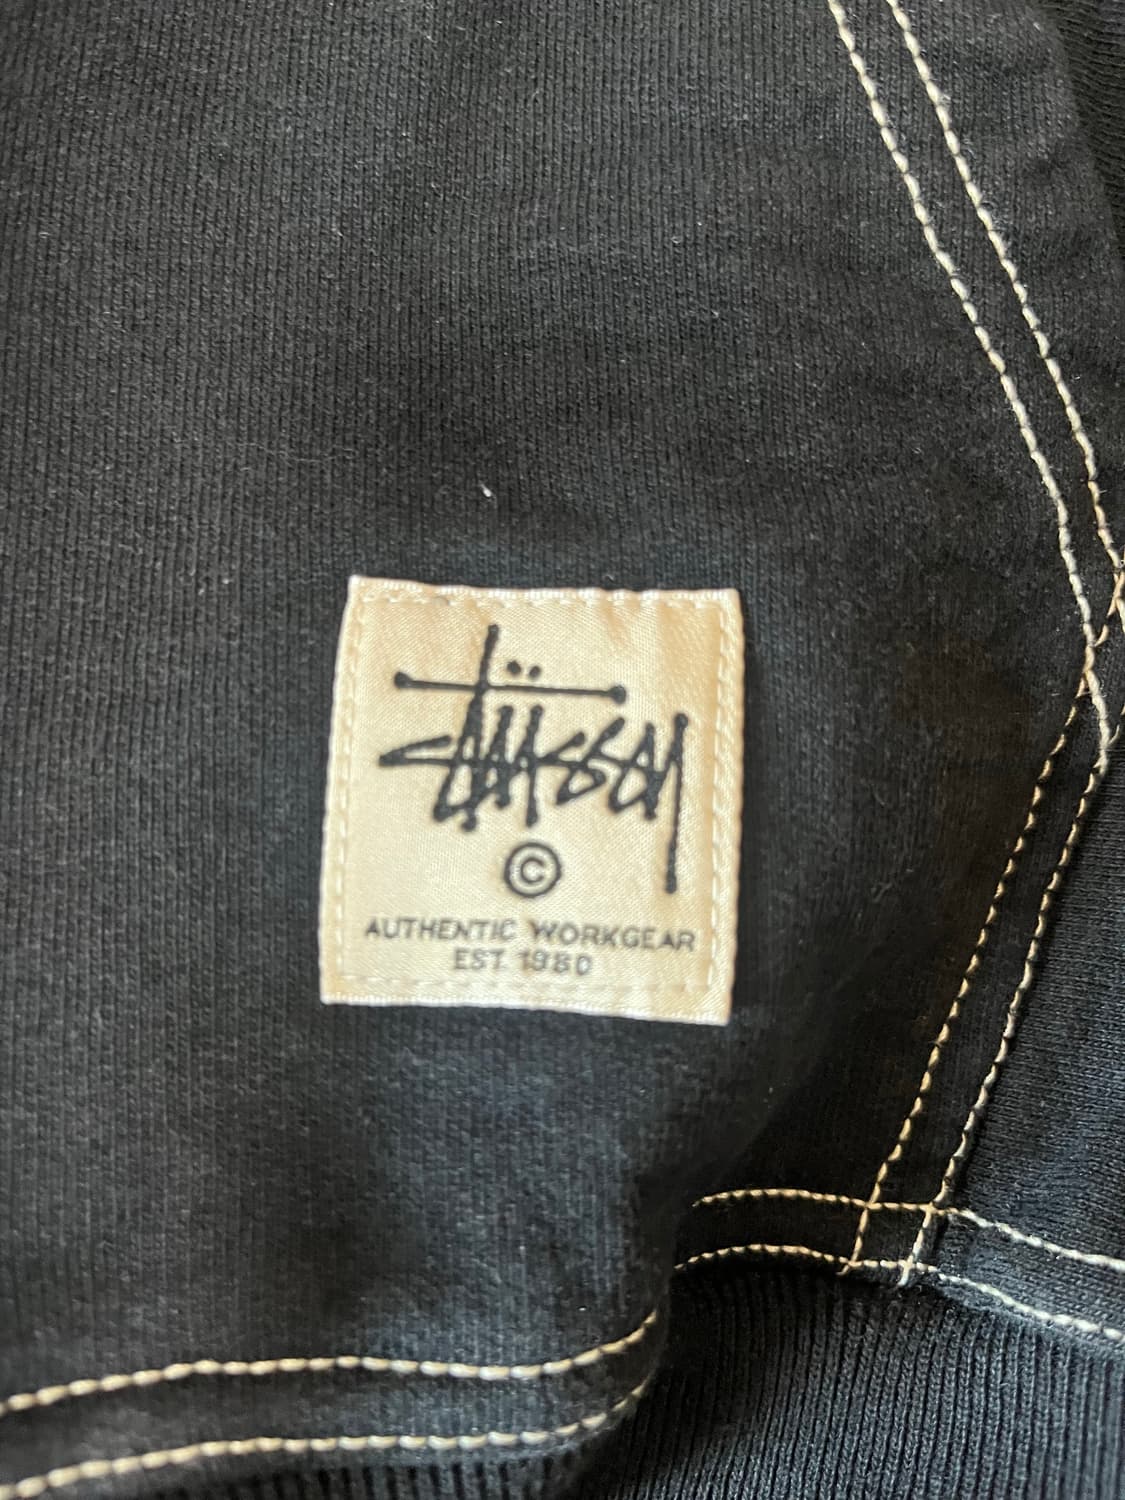 Stüssy
©
AUTHENTIC WORKGEAR
EST. 1980